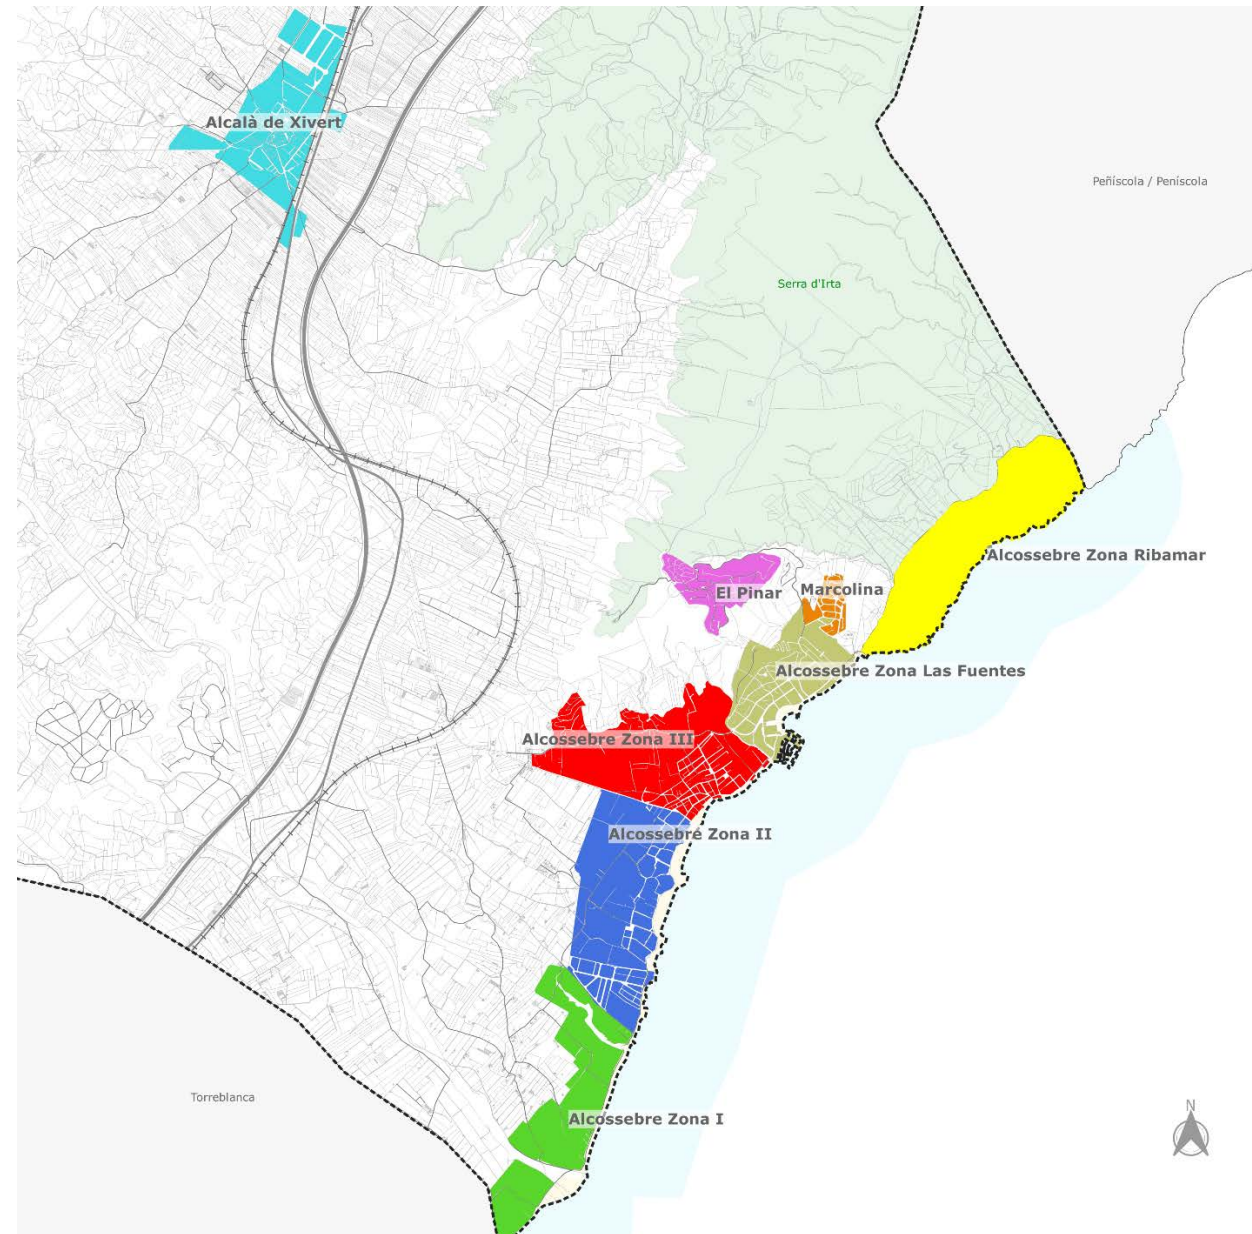 Alcalà de Xivert
Peñíscola / Peníscola
Serra d'Irta
Alcossebre Zona Ribamar
El Pinar
Marcolina
Alcossebre Zona Las Fuentes
Alcossebre Zona III
Alcossebre Zona II
Torreblanca
Alcossebre Zona I
N